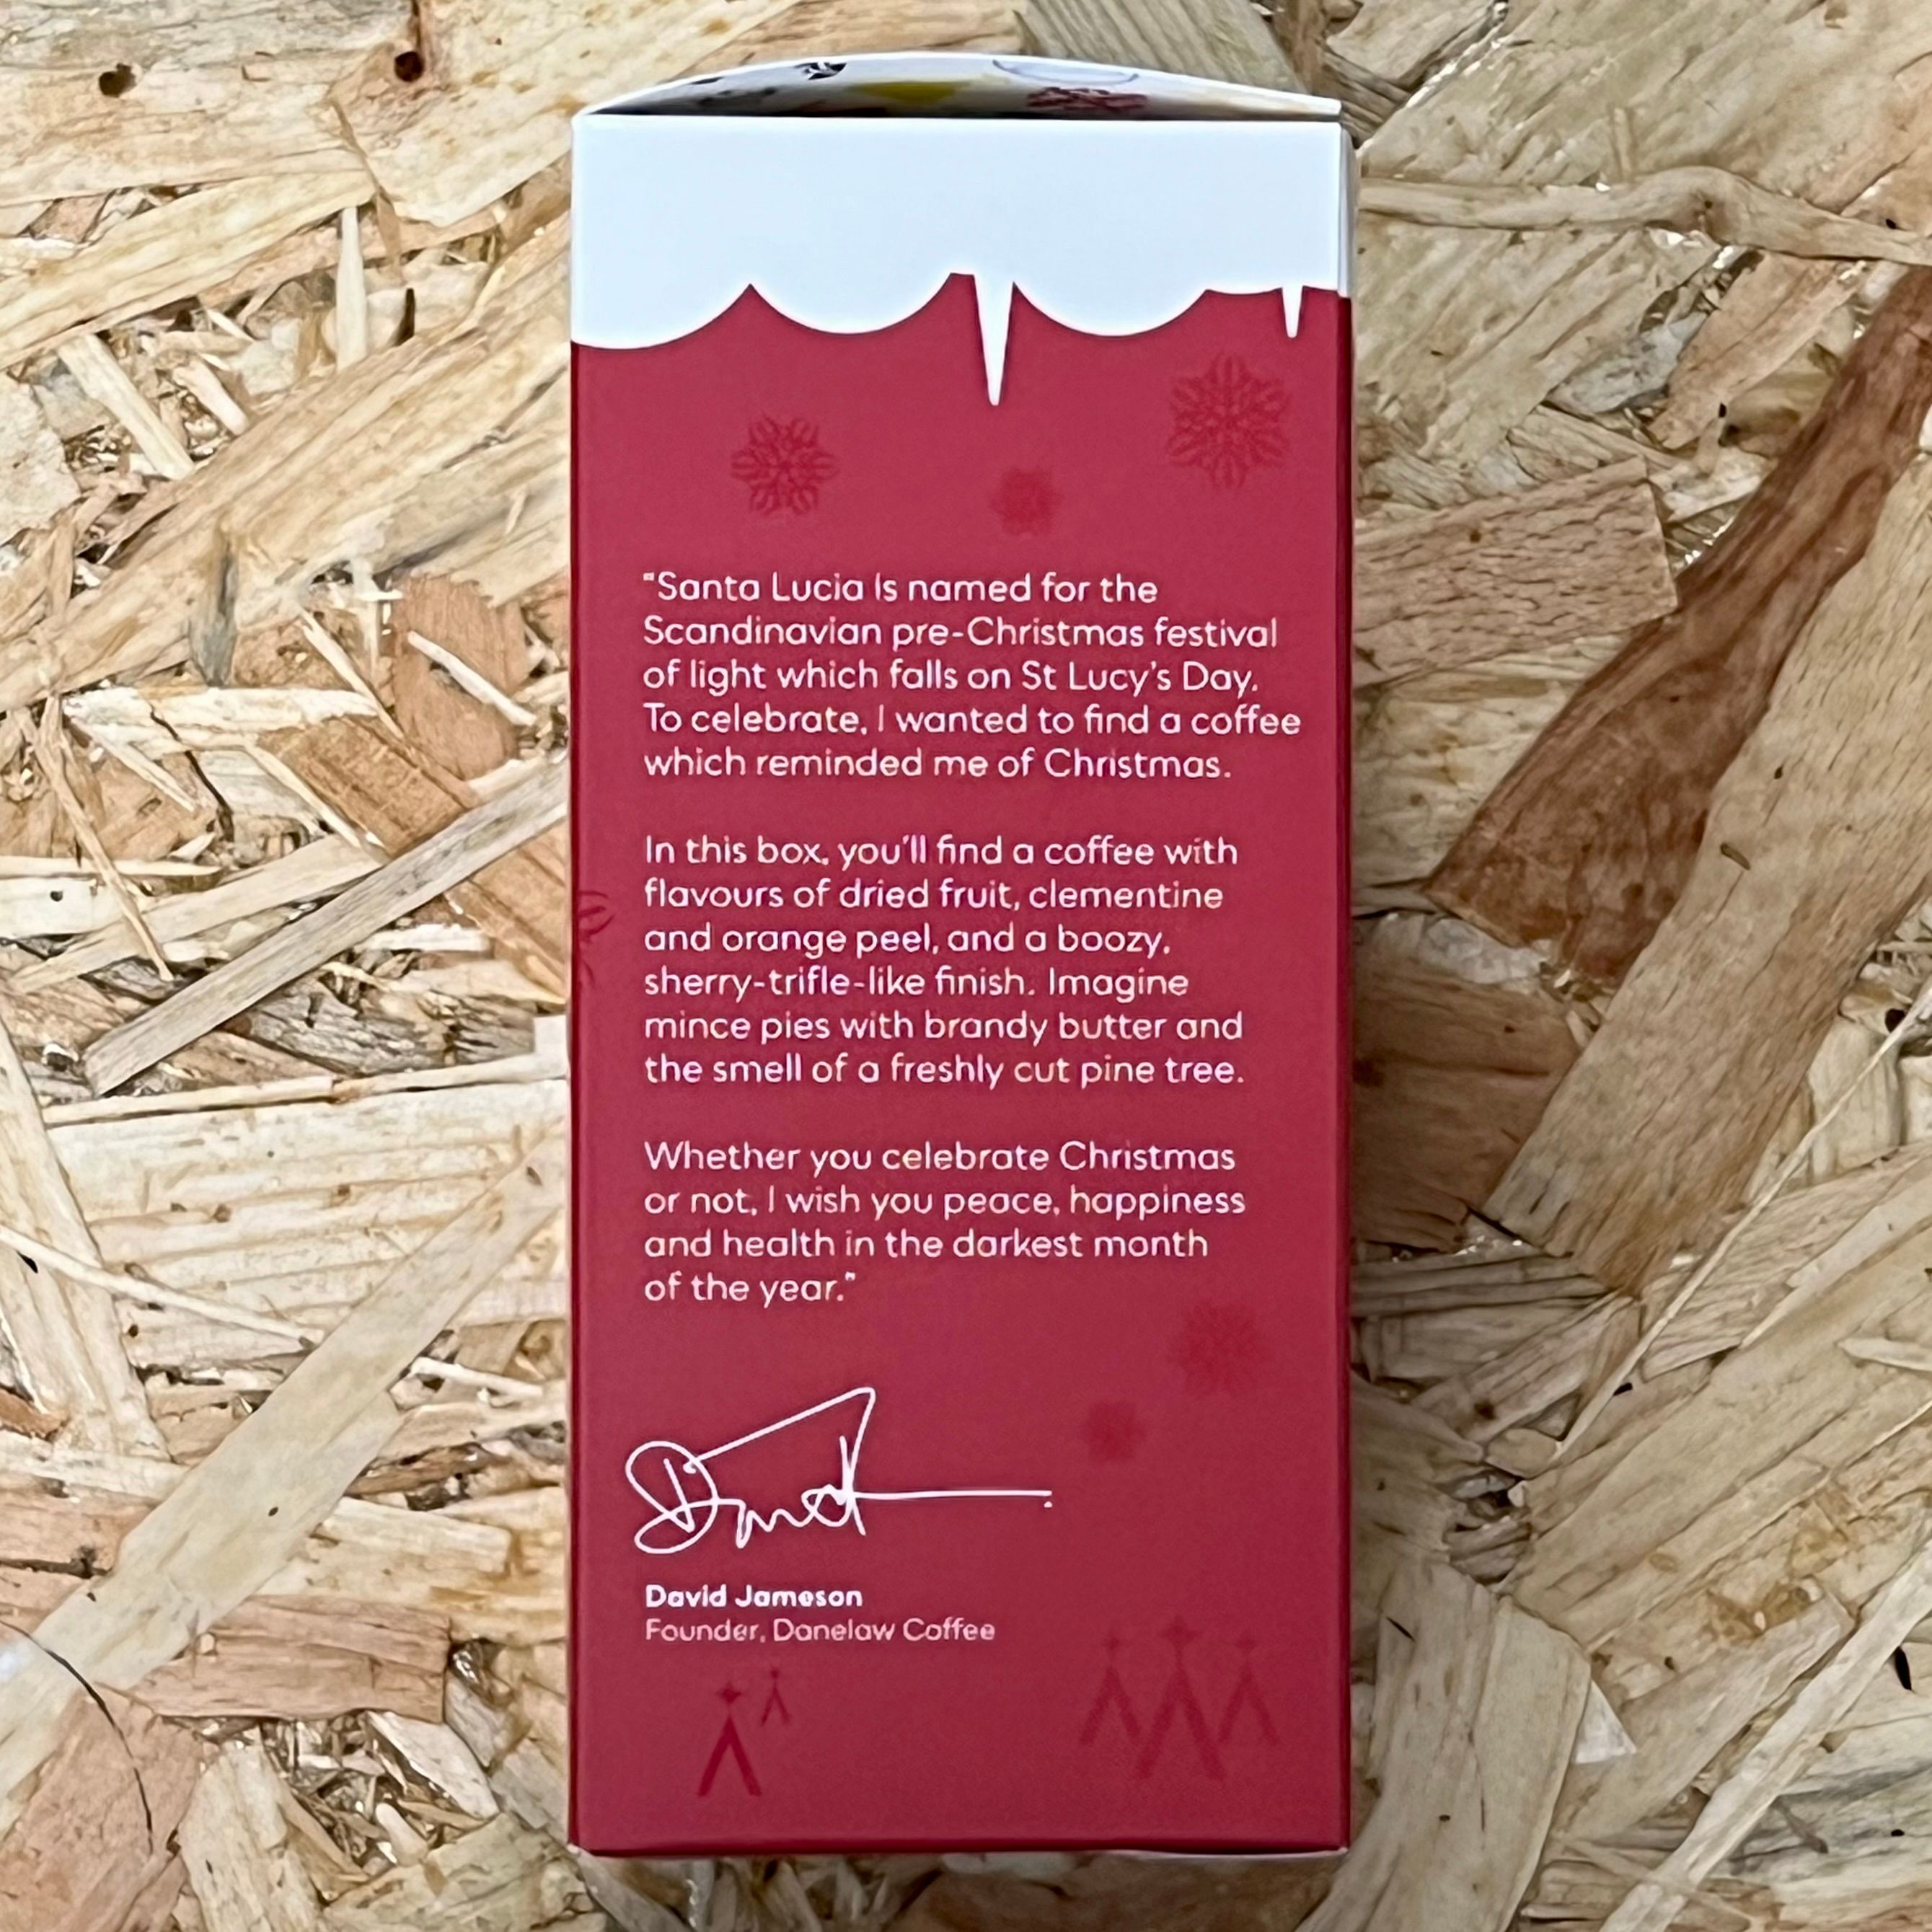 "Santa Lucia is named for the
Scandinavian pre-Christmas festival
of light which falls on St Lucy's Day.
To celebrate, I wanted to find a coffee
which reminded me of Christmas.
In this box, you'll find a coffee with
flavours of dried fruit, clementine
and orange peel, and a boozy,
sherry-trifle-like finish. Imagine
mince pies with brandy butter and
the smell of a freshly cut pine tree.
Whether you celebrate Christmas
or not, I wish you peace, happiness
and health in the darkest month
of the year."
David
David Jameson
Founder, Danelaw Coffee